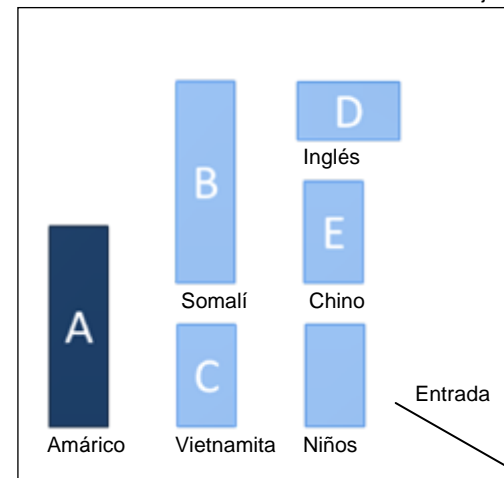 D
Inglés
B
E
Somalí
Chino
A
C
Entrada
Amárico
Vietnamita
Niños